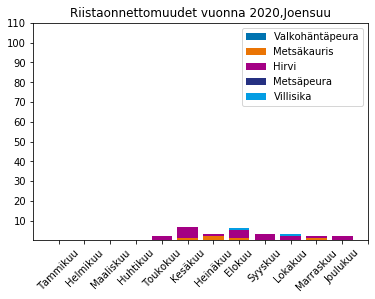 Riistaonnettomuudet vuonna 2020,Joensuu
110
100
90
80
70
60
50
40
30
20
10
Valkohäntäpeura
Metsäkauris
Hirvi
Metsäpeura
Villisika
Tammikuu
Helmikuu
Maaliskuu
Huhtikuu
Toukokuu
Kesäkuu
Heinäkuu
Elokuu
Syyskuu
Lokakuu
Marraskuu
Joulukuu